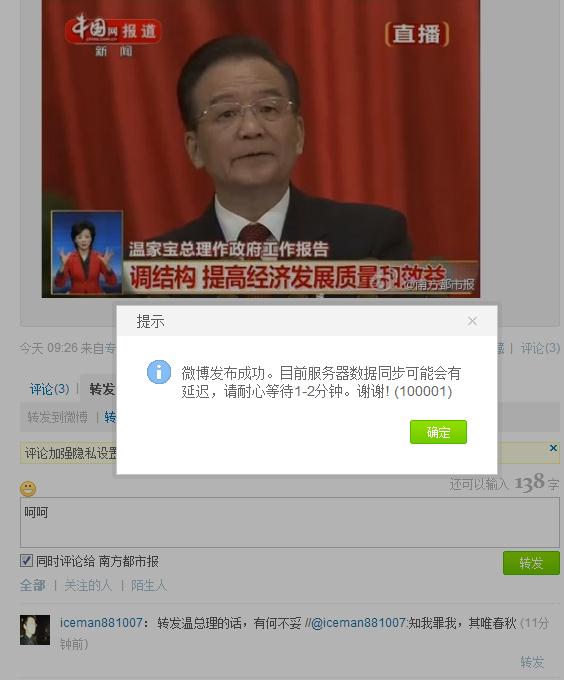 中国网 报道
china.com.cn
新 闻
直播
温家宝总理作政府工作报告
调结构 提高经济发展质量和效益
@南方都市报
提示
×
微博发布成功。目前服务器数据同步可能会有
延迟，请耐心等待1-2分钟。谢谢! (100001)
确定
今天 09:26 来自专
| 评论(3)
评论(3) | 转发
转发到微博 | 转
评论加强隐私设置
×
还可以输入 138 字
呵呵
同时评论给 南方都市报
转发
全部 | 关注的人 | 陌生人
iceman881007：转发温总理的话，有何不妥 //@iceman881007:知我罪我，其唯春秋 (11分
钟前)
转发